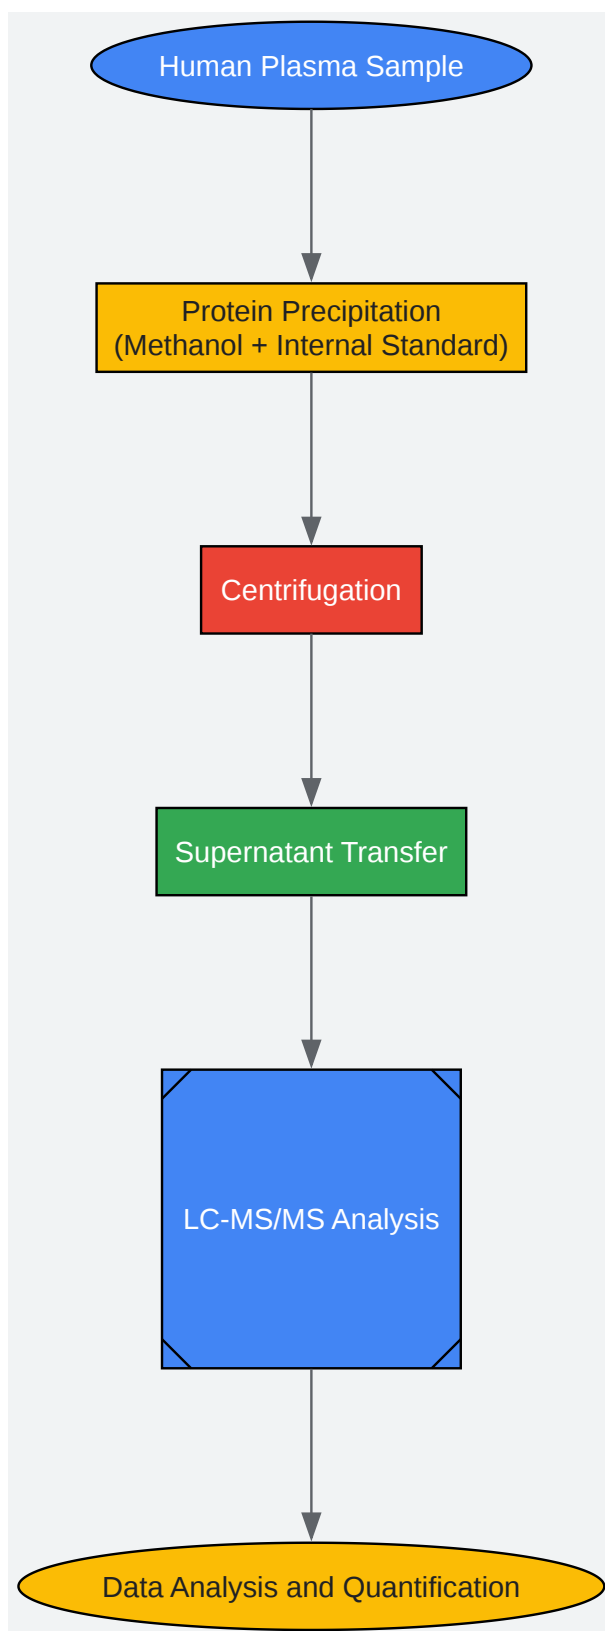 Human Plasma Sample
Protein Precipitation
(Methanol + Internal Standard)
Centrifugation
Supernatant Transfer
LC-MS/MS Analysis
Data Analysis and Quantification